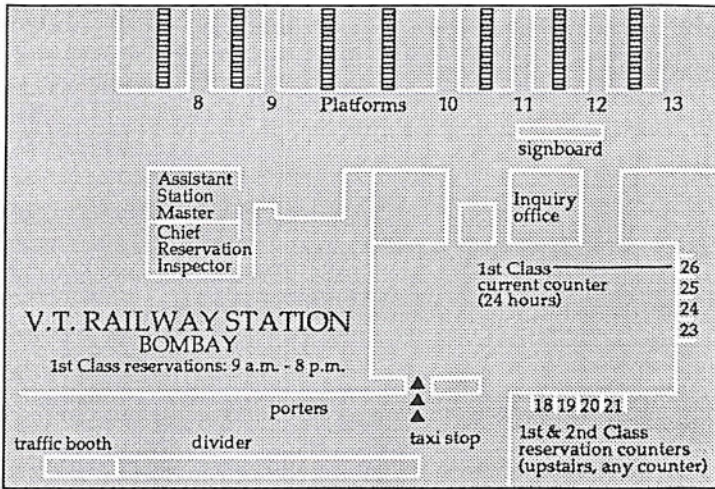 8 9 Platforms 10 11 12 13
signboard
Assistant
Station
Master
Chief
Reservation
Inspector
Inquiry
office
1st Class
current counter
(24 hours)
26
25
24
23
V.T. RAILWAY STATION
BOMBAY
1st Class reservations: 9 a.m. - 8 p.m.
porters
traffic booth
divider
taxi stop
18 19 20 21
1st & 2nd Class
reservation counters
(upstairs, any counter)